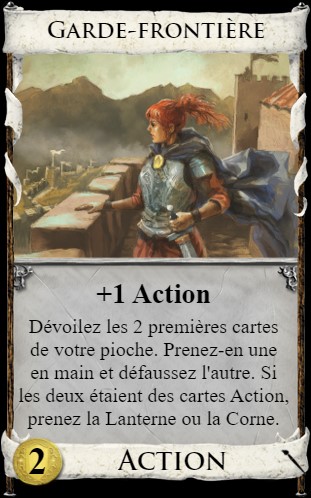 Garde-frontière
+1 Action
Dévoilez les 2 premières cartes
de votre pioche. Prenez-en une
en main et défaussez l'autre. Si
les deux étaient des cartes Action,
prenez la Lanterne ou la Corne.
2
Action